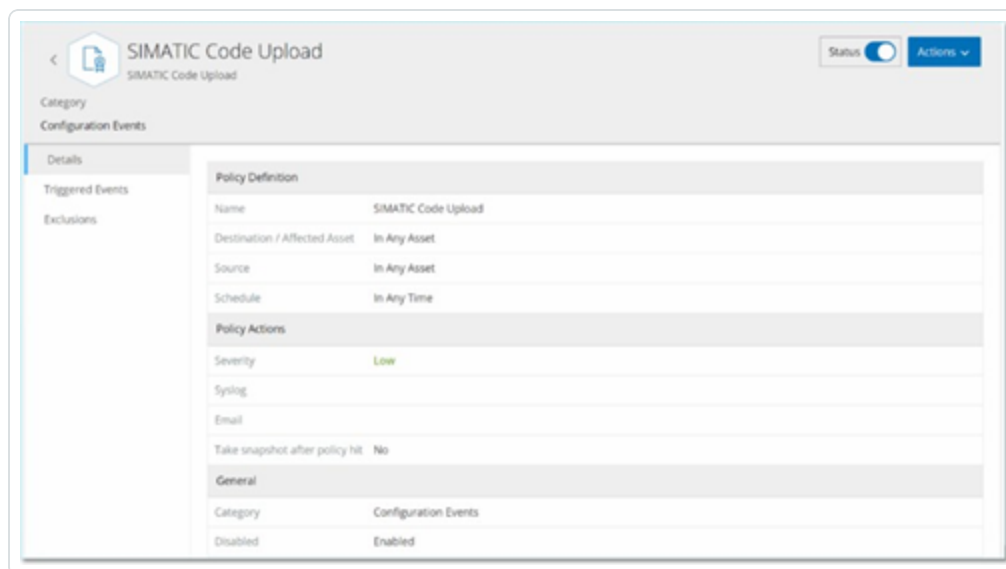 SIMATIC Code Upload
SIMATIC Code Upload
Status
Actions
Category
Configuration Events
Details
Triggered Events
Exclusions
Policy Definition
Name SIMATIC Code Upload
Destination / Affected Asset In Any Asset
Source In Any Asset
Schedule In Any Time
Policy Actions
Severity Low
Syslog
Email
Take snapshot after policy hit No
General
Category Configuration Events
Disabled Enabled